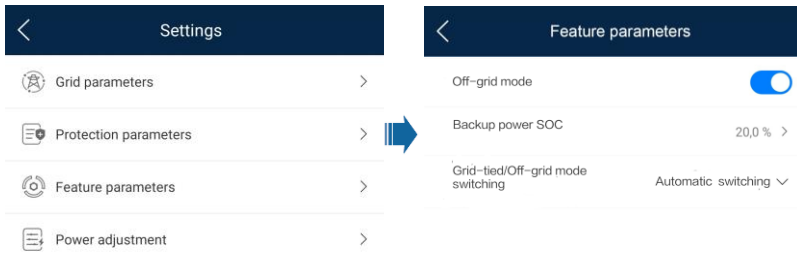 Settings
Grid parameters
Protection parameters
Feature parameters
Power adjustment
Feature parameters
Off-grid mode
Backup power SOC
20,0 %
Grid-tied/Off-grid mode
switching
Automatic switching